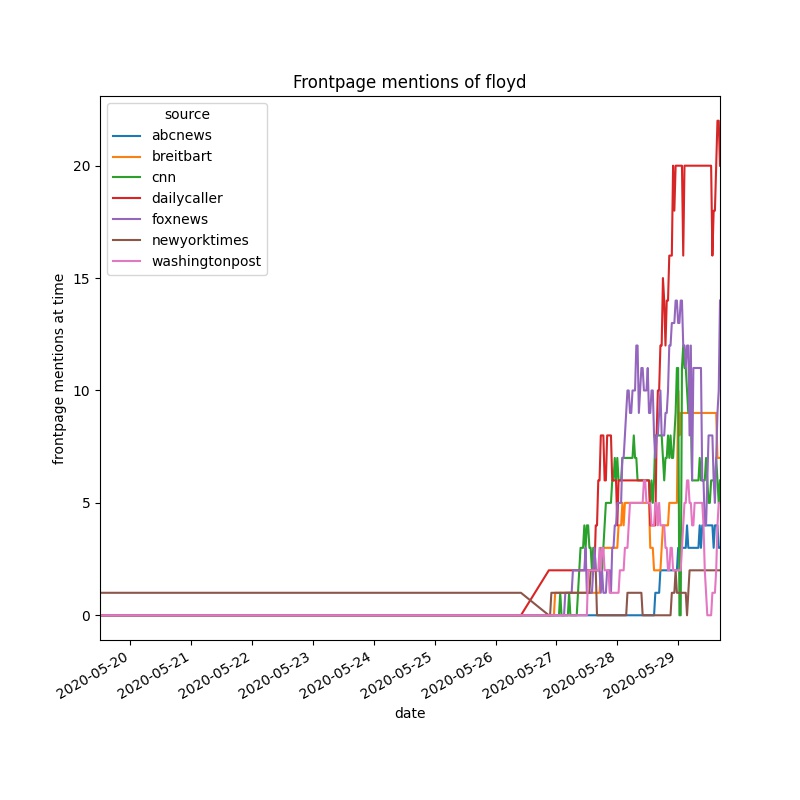 Frontpage mentions of floyd
source
abcnews
breitbart
cnn
dailycaller
foxnews
newyorktimes
washingtonpost
frontpage mentions at time
20
15
10
5
0
2020-05-20
2020-05-21
2020-05-22
2020-05-23
2020-05-24
2020-05-25
2020-05-26
2020-05-27
2020-05-28
2020-05-29
date